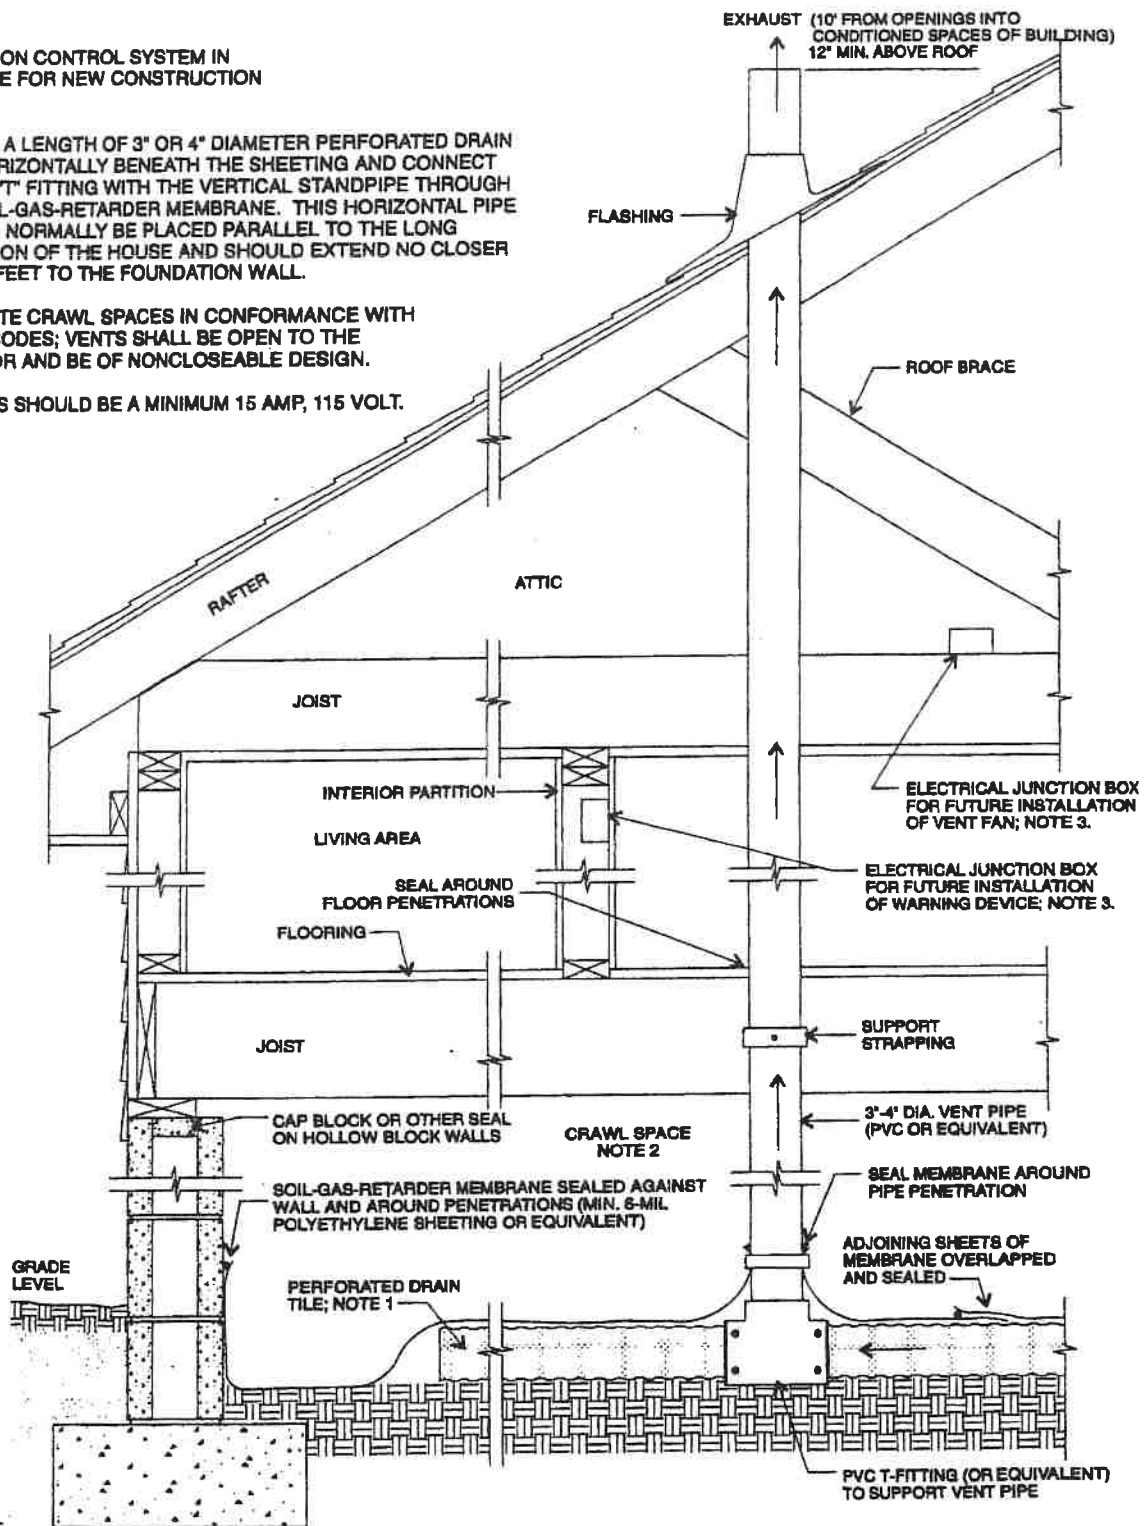 EXHAUST (10' FROM OPENINGS INTO
CONDITIONED SPACES OF BUILDING)
12" MIN. ABOVE ROOF
ON CONTROL SYSTEM IN
E FOR NEW CONSTRUCTION
A LENGTH OF 3" OR 4" DIAMETER PERFORATED DRAIN
RIZONTALLY BENEATH THE SHEETING AND CONNECT
"T" FITTING WITH THE VERTICAL STANDPIPE THROUGH
L-GAS-RETARDER MEMBRANE. THIS HORIZONTAL PIPE
NORMALLY BE PLACED PARALLEL TO THE LONG
ON OF THE HOUSE AND SHOULD EXTEND NO CLOSER
FEET TO THE FOUNDATION WALL.
TE CRAWL SPACES IN CONFORMANCE WITH
ODES; VENTS SHALL BE OPEN TO THE
OR AND BE OF NONCLOSEABLE DESIGN.
S SHOULD BE A MINIMUM 15 AMP, 115 VOLT.
FLASHING
ROOF BRACE
RAFTER
ATTIC
JOIST
INTERIOR PARTITION
LIVING AREA
ELECTRICAL JUNCTION BOX
FOR FUTURE INSTALLATION
OF VENT FAN; NOTE 3.
SEAL AROUND
FLOOR PENETRATIONS
ELECTRICAL JUNCTION BOX
FOR FUTURE INSTALLATION
OF WARNING DEVICE; NOTE 3.
FLOORING
JOIST
SUPPORT
STRAPPING
CAP BLOCK OR OTHER SEAL
ON HOLLOW BLOCK WALLS
CRAWL SPACE
NOTE 2
3"-4" DIA. VENT PIPE
(PVC OR EQUIVALENT)
SOIL-GAS-RETARDER MEMBRANE SEALED AGAINST
WALL AND AROUND PENETRATIONS (MIN. 6-MIL
POLYETHYLENE SHEETING OR EQUIVALENT)
SEAL MEMBRANE AROUND
PIPE PENETRATION
GRADE
LEVEL
PERFORATED DRAIN
TILE; NOTE 1
ADJOINING SHEETS OF
MEMBRANE OVERLAPPED
AND SEALED
PVC T-FITTING (OR EQUIVALENT)
TO SUPPORT VENT PIPE